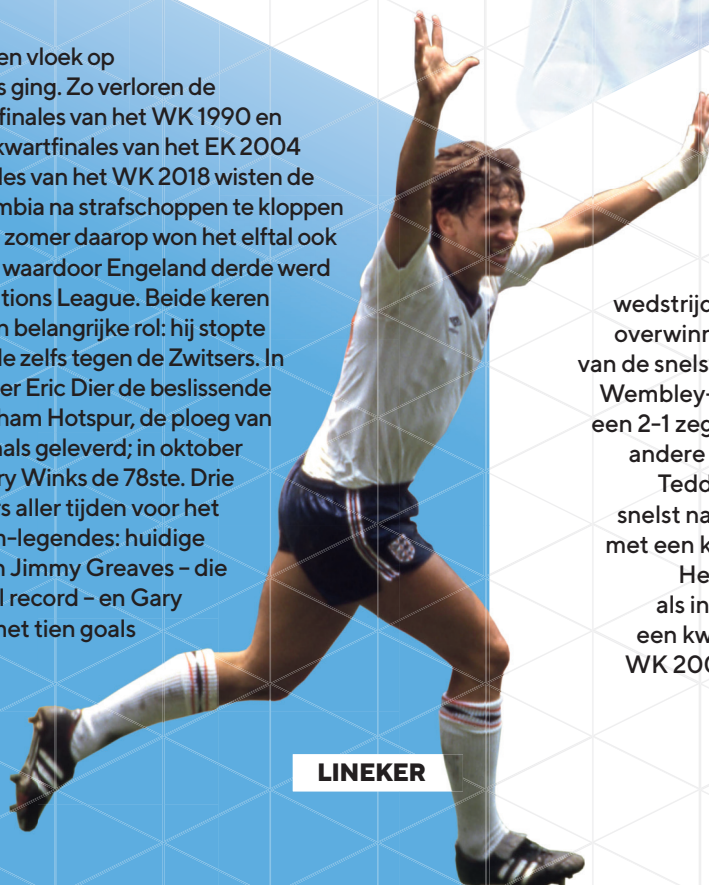 en vloek op
s ging. Zo verloren de
finales van het WK 1990 en
kwartfinales van het EK 2004
les van het WK 2018 wisten de
mbia na strafschoppen te kloppen
zomer daarop won het elftal ook
waardoor Engeland derde werd
tions League. Beide keren
n belangrijke rol: hij stopte
le zelfs tegen de Zwitsers. In
er Eric Dier de beslissende
ham Hotspur, de ploeg van
nals geleverd; in oktober
ry Winks de 78ste. Drie
s aller tijden voor het
n-legendes: huidige
n Jimmy Greaves – die
l record – en Gary
met tien goals
LINEKER
wedstrijd
overwinn
van de snels
Wembley-
een 2-1 zeg
andere
Tedd
snelst na
met een k
He
als in
een kw
WK 200